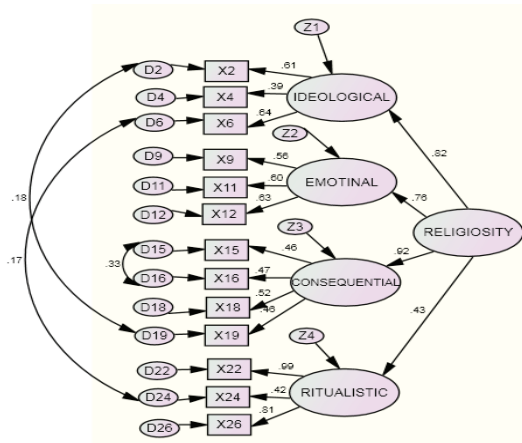 Z1
D2 X2 .61
D4 X4 .39 IDEOLOGICAL
D6 X6 .64
Z2
.82
D9 X9 .56
D11 X11 .60 EMOTINAL
D12 X12 .63
.76
.18
RELIGIOSITY
Z3
.92
D15 X15 .46
.17 .33
D16 X16 .47 CONSEQUENTIAL
D18 X18 .52
D19 X19 .46
.43
Z4
D22 X22 .99
D24 X24 .42 RITUALISTIC
D26 X26 .81